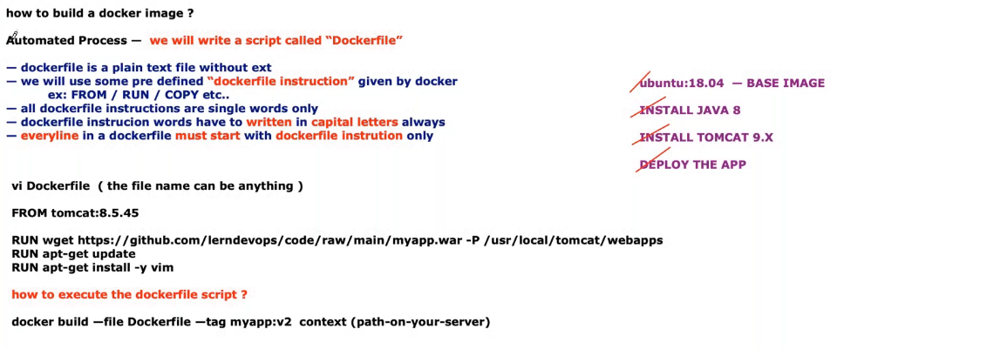 how to build a docker image ?
Automated Process — we will write a script called “Dockerfile”
— dockerfile is a plain text file without ext
— we will use some pre defined “dockerfile instruction” given by docker
ex: FROM / RUN / COPY etc..
— all dockerfile instructions are single words only
— dockerfile instrucion words have to written in capital letters always
— everyline in a dockerfile must start with dockerfile instrution only
ubuntu:18.04 — BASE IMAGE
INSTALL JAVA 8
INSTALL TOMCAT 9.X
DEPLOY THE APP
vi Dockerfile ( the file name can be anything )
FROM tomcat:8.5.45
RUN wget https://github.com/lerndevops/code/raw/main/myapp.war -P /usr/local/tomcat/webapps
RUN apt-get update
RUN apt-get install -y vim
how to execute the dockerfile script ?
docker build —file Dockerfile —tag myapp:v2 context (path-on-your-server)